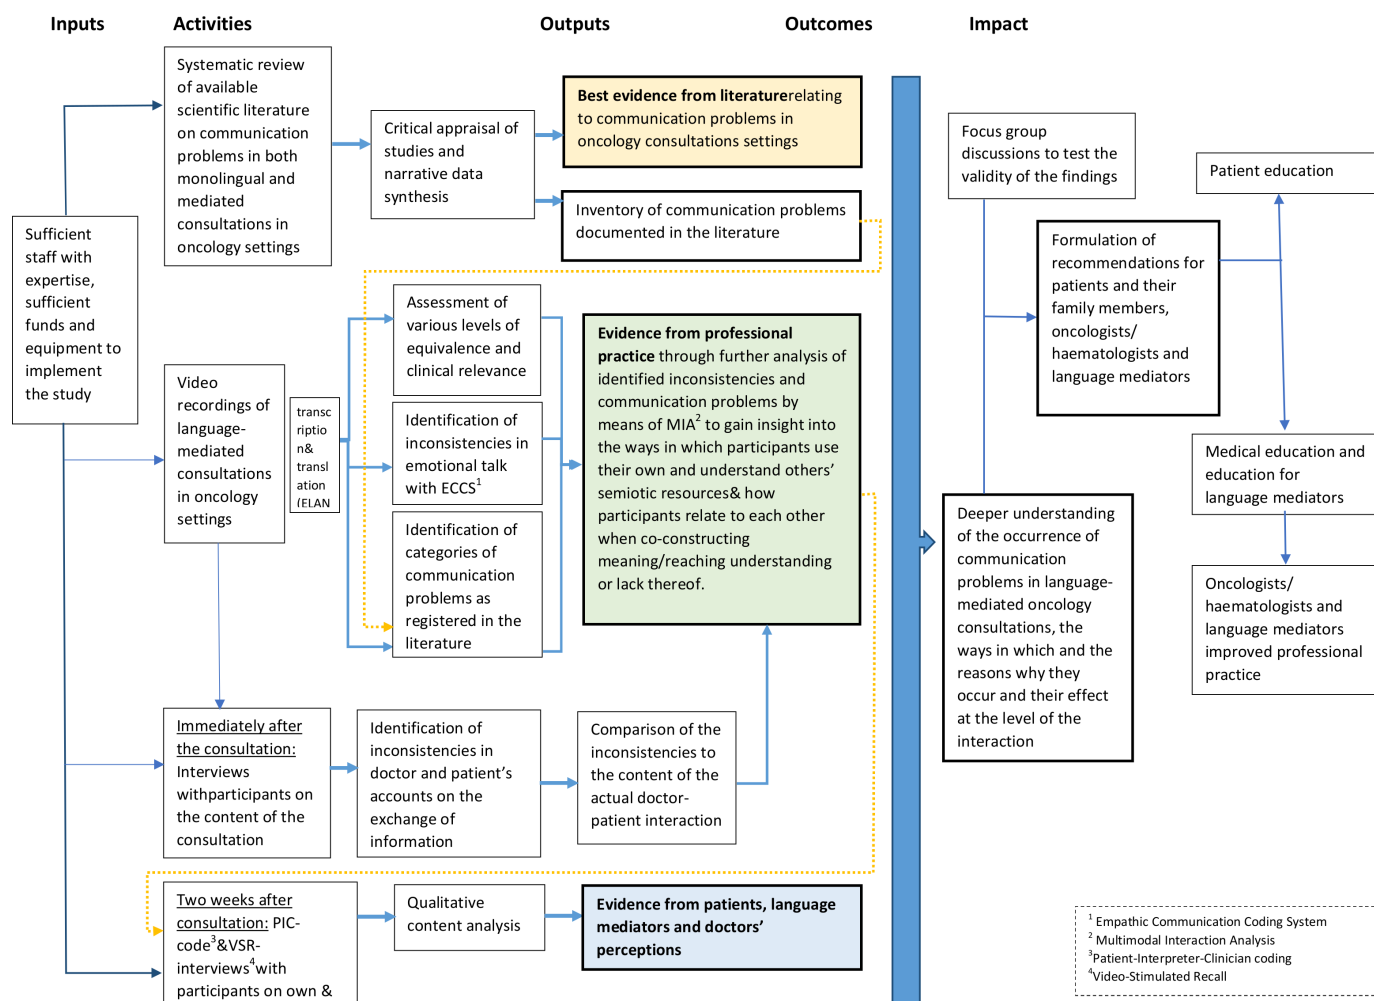 Inputs
Activities
Outputs
Outcomes
Impact
Sufficient
staff with
expertise,
sufficient
funds and
equipment to
implement
the study
Systematic review
of available
scientific literature
on communication
problems in both
monolingual and
mediated
consultations in
oncology settings
Critical appraisal of
studies and
narrative data
synthesis
Best evidence from literaturerelating
to communication problems in
oncology consultations settings
Inventory of communication problems
documented in the literature
Video
recordings of
language-
mediated
consultations
in oncology
settings
transc
riptio
n&
transl
ation
(ELAN
Assessment of
various levels of
equivalence and
clinical relevance
Identification of
inconsistencies in
emotional talk
with ECCS1
Identification of
categories of
communication
problems as
registered in the
literature
Evidence from professional
practice through further analysis of
identified inconsistencies and
communication problems by
means of MIA2 to gain insight into
the ways in which participants use
their own and understand others’
semiotic resources& how
participants relate to each other
when co-constructing
meaning/reaching understanding
or lack thereof.
Immediately after
the consultation:
Interviews
withparticipants on
the content of the
consultation
Identification of
inconsistencies in
doctor and patient’s
accounts on the
exchange of
information
Comparison of the
inconsistencies to
the content of the
actual doctor-
patient interaction
Two weeks after
consultation: PIC-
code3&VSR-
interviews4with
participants on own &
Qualitative
content analysis
Evidence from patients, language
mediators and doctors’
perceptions
Focus group
discussions to test the
validity of the findings
Formulation of
recommendations for
patients and their
family members,
oncologists/
haematologists and
language mediators
Deeper understanding
of the occurrence of
communication
problems in language-
mediated oncology
consultations, the
ways in which and the
reasons why they
occur and their effect
at the level of the
interaction
Patient education
Medical education and
education for
language mediators
Oncologists/
haematologists and
language mediators
improved professional
practice
1 Empathic Communication Coding System
2 Multimodal Interaction Analysis
3Patient-Interpreter-Clinician coding
4Video-Stimulated Recall